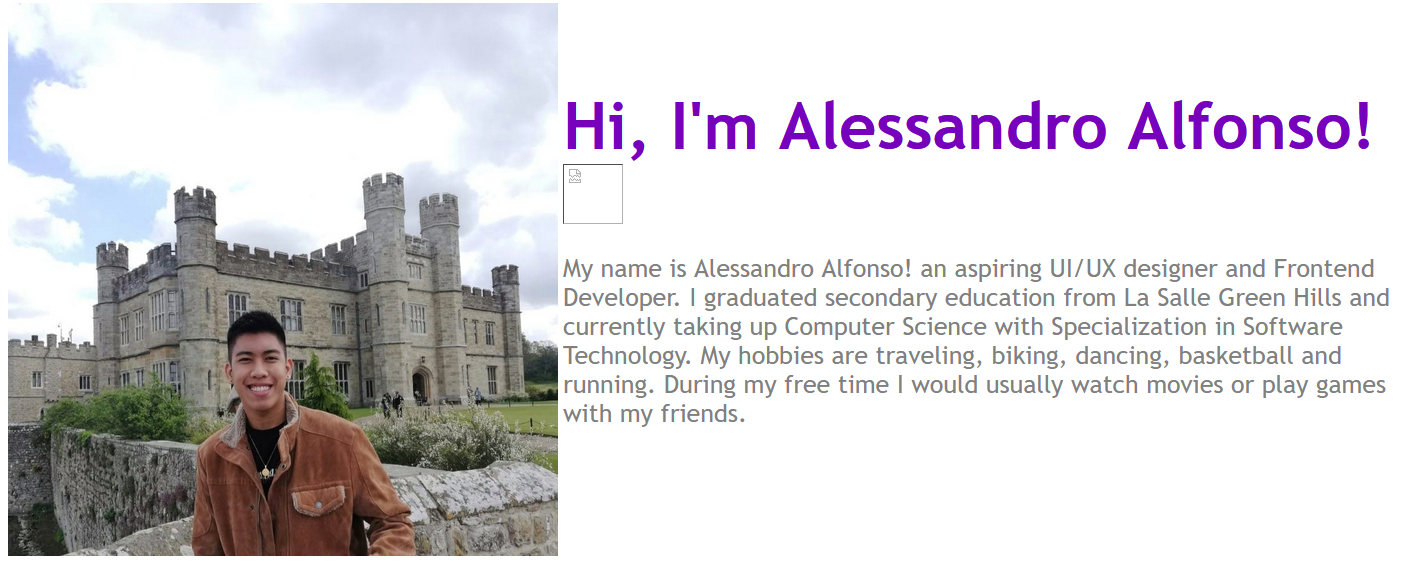 Hi, I'm Alessandro Alfonso!
My name is Alessandro Alfonso! an aspiring UI/UX designer and Frontend
Developer. I graduated secondary education from La Salle Green Hills and
currently taking up Computer Science with Specialization in Software
Technology. My hobbies are traveling, biking, dancing, basketball and
running. During my free time I would usually watch movies or play games
with my friends.